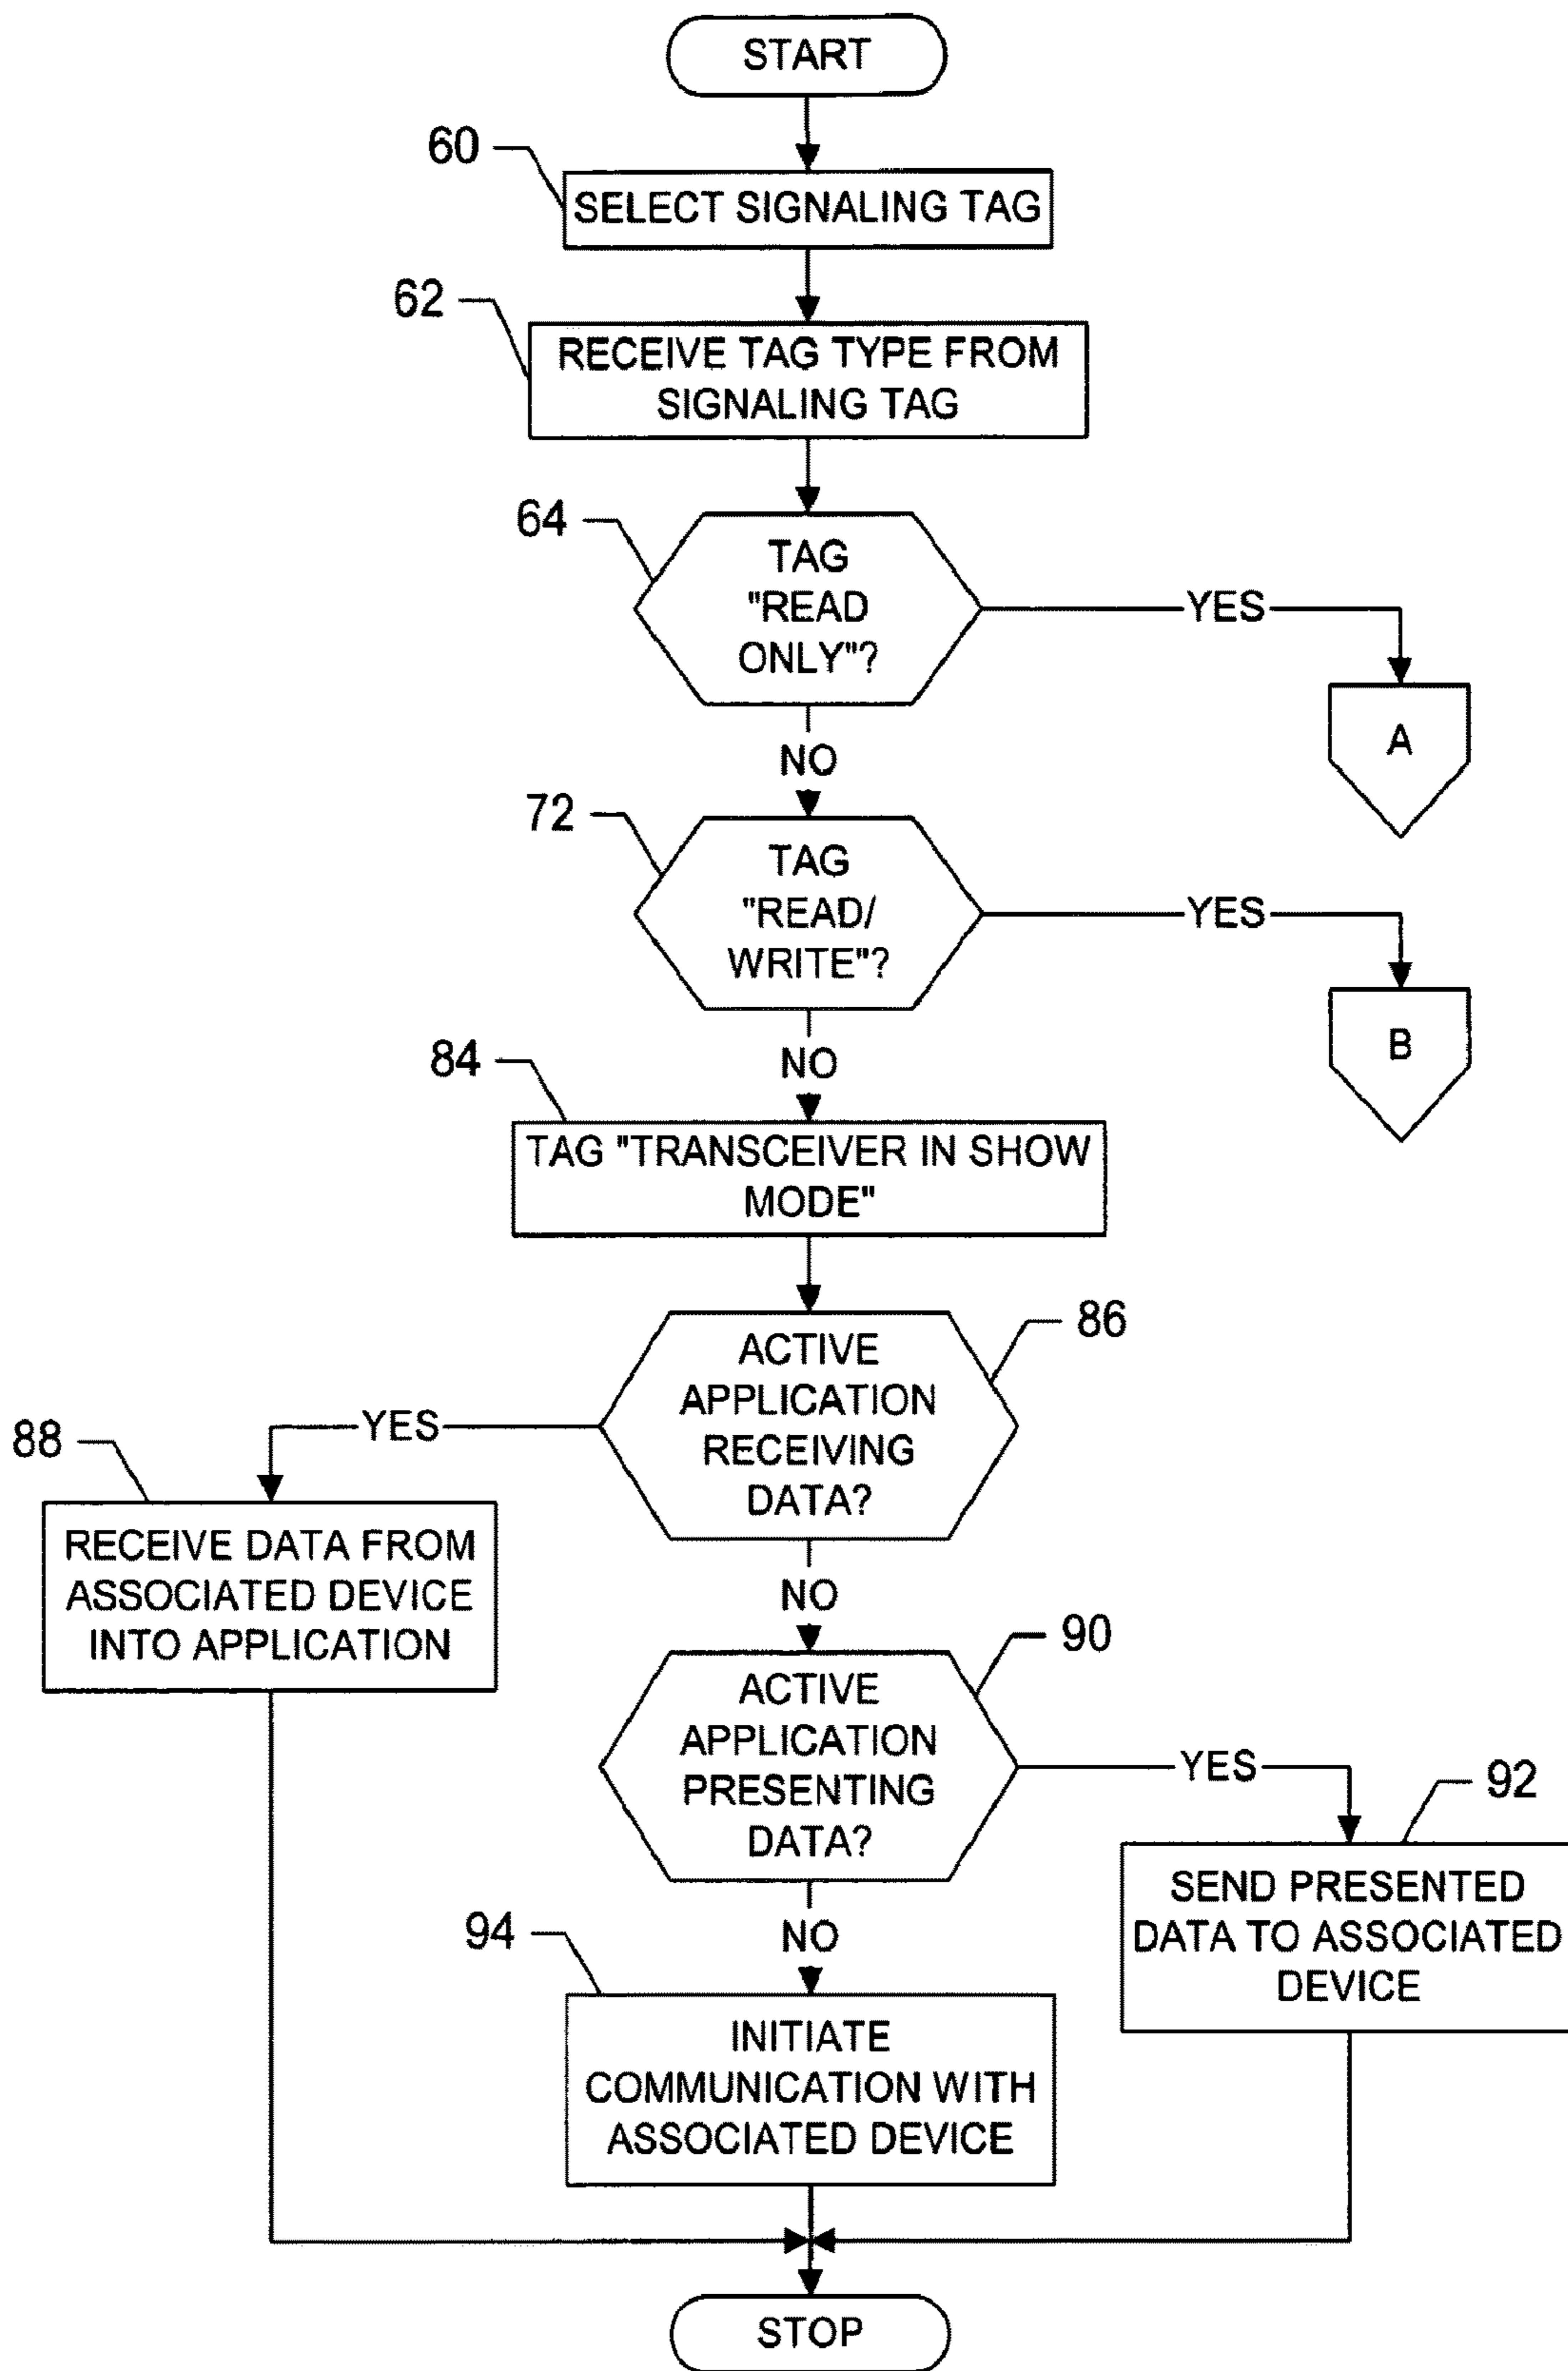 START
60
SELECT SIGNALING TAG
62
RECEIVE TAG TYPE FROM
SIGNALING TAG
64
TAG
"READ
ONLY"?
YES
A
NO
72
TAG
"READ/
WRITE"?
YES
B
NO
84
TAG "TRANSCEIVER IN SHOW
MODE"
86
ACTIVE
APPLICATION
RECEIVING
DATA?
YES
88
RECEIVE DATA FROM
ASSOCIATED DEVICE
INTO APPLICATION
NO
90
ACTIVE
APPLICATION
PRESENTING
DATA?
YES
92
SEND PRESENTED
DATA TO ASSOCIATED
DEVICE
NO
94
INITIATE
COMMUNICATION WITH
ASSOCIATED DEVICE
STOP